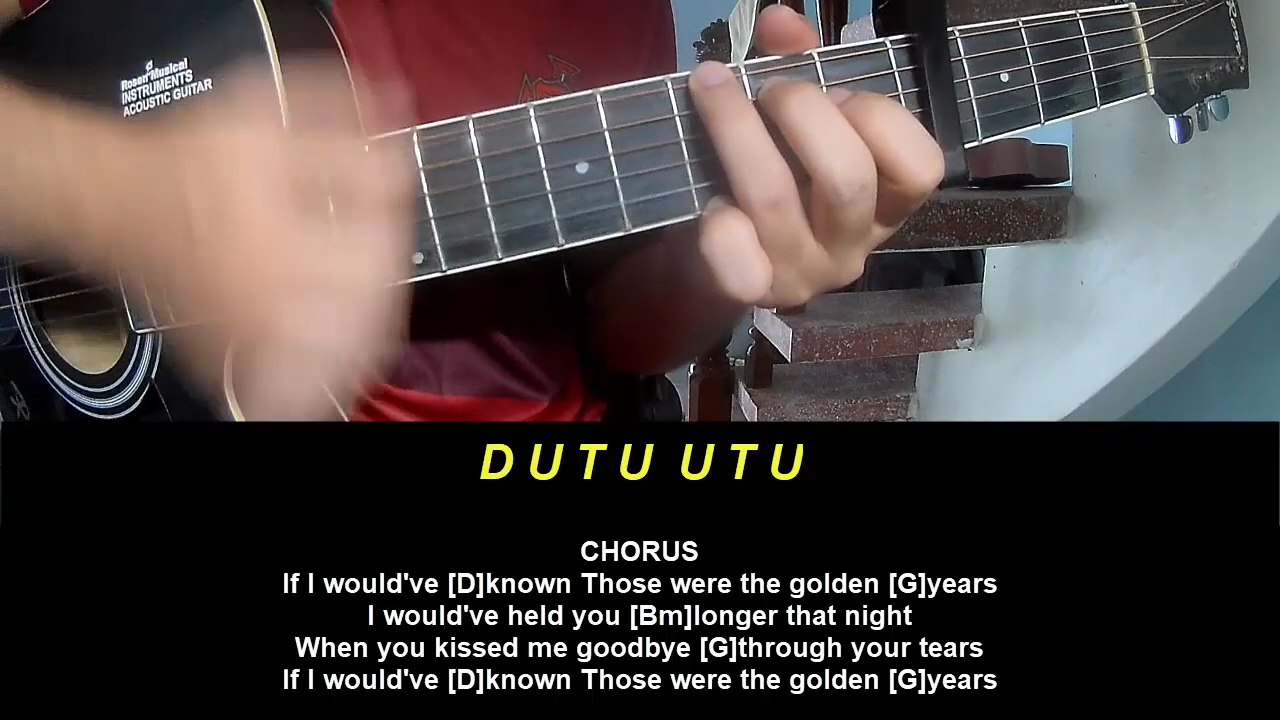 Rosen Musical
INSTRUMENTS
ACOUSTIC GUITAR
D U T U U T U
CHORUS
If I would've [D]known Those were the golden [G]years
I would've held you [Bm]longer that night
When you kissed me goodbye [G]through your tears
If I would've [D]known Those were the golden [G]years